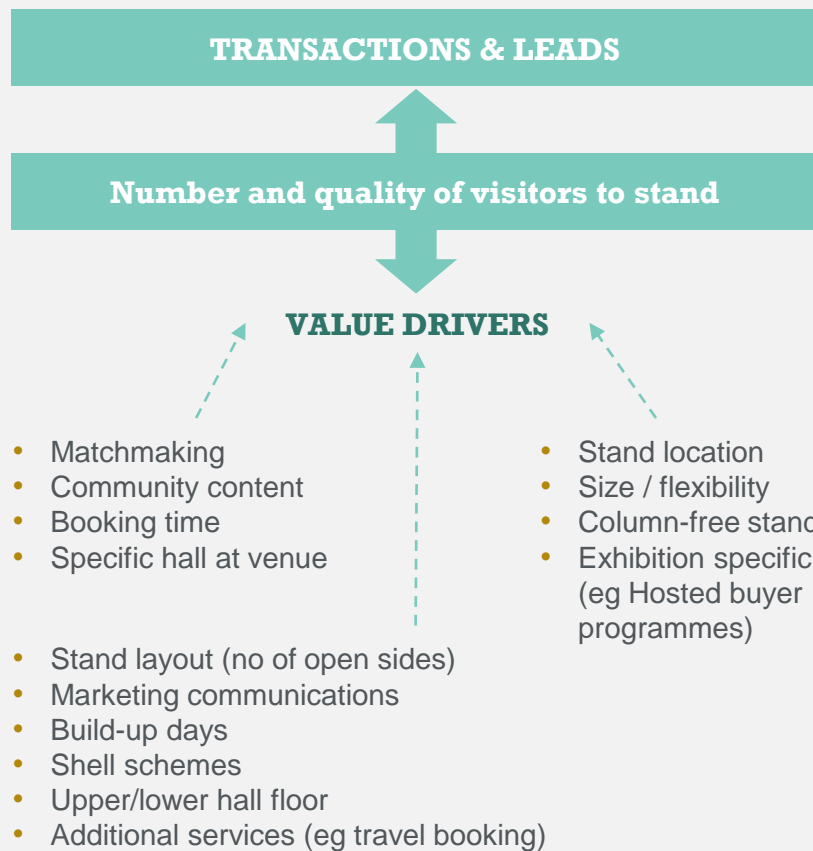 TRANSACTIONS & LEADS
Number and quality of visitors to stand
VALUE DRIVERS
• Matchmaking
• Community content
• Booking time
• Specific hall at venue
• Stand location
• Size / flexibility
• Column-free stand
• Exhibition specific
(eg Hosted buyer
programmes)
• Stand layout (no of open sides)
• Marketing communications
• Build-up days
• Shell schemes
• Upper/lower hall floor
• Additional services (eg travel booking)